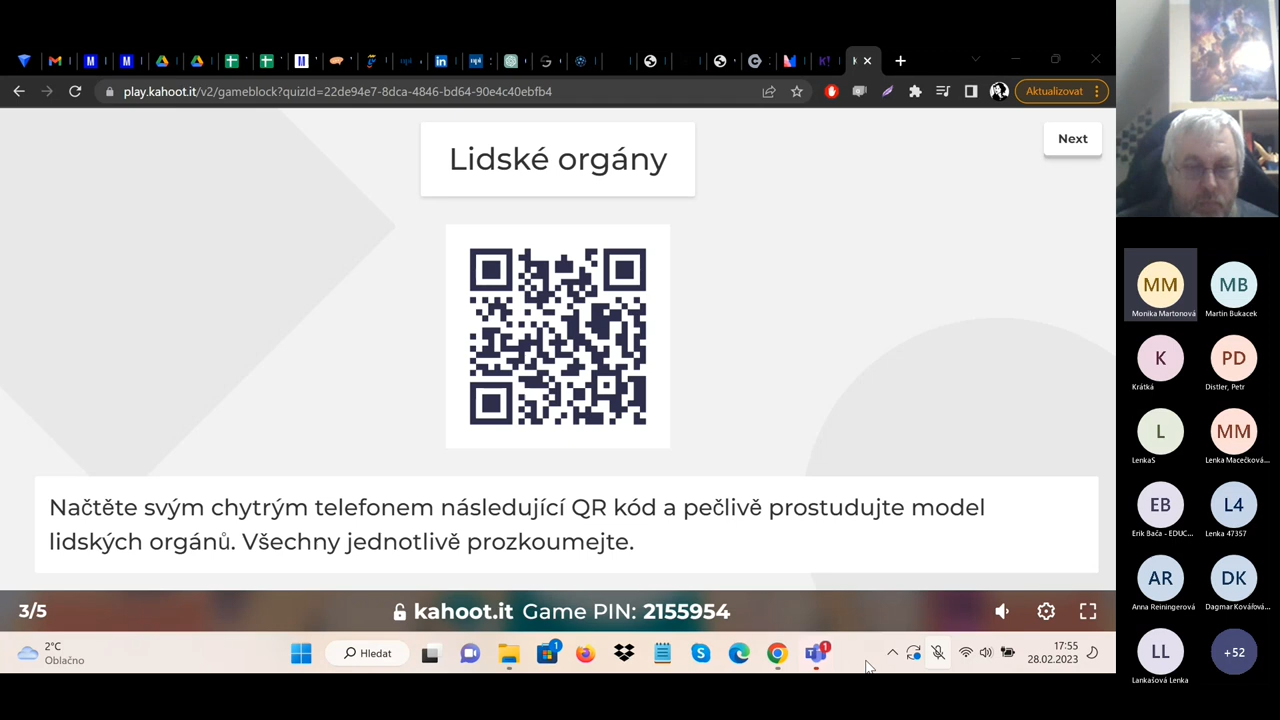 play.kahoot.it/v2/gameblock?quizId=22de94e7-8dca-4846-bd64-90e4c40ebfb4
Aktualizovat
Lidské orgány
Next
Načtěte svým chytrým telefonem následující QR kód a pečlivě prostudujte model
lidských orgánů. Všechny jednotlivě prozkoumejte.
3/5
kahoot.it Game PIN: 2155954
2°C
Oblačno
Hledat
17:55
28.02.2023
MM
Monika Martonová
MB
Martin Bukacek
K
Krátká
PD
Distler, Petr
L
LenkaS
MM
Lenka Macečková...
EB
Erik Bača - EDUC...
L4
Lenka 47357
AR
Anna Reiningerová
DK
Dagmar Kovářová...
LL
Lankašová Lenka
+52